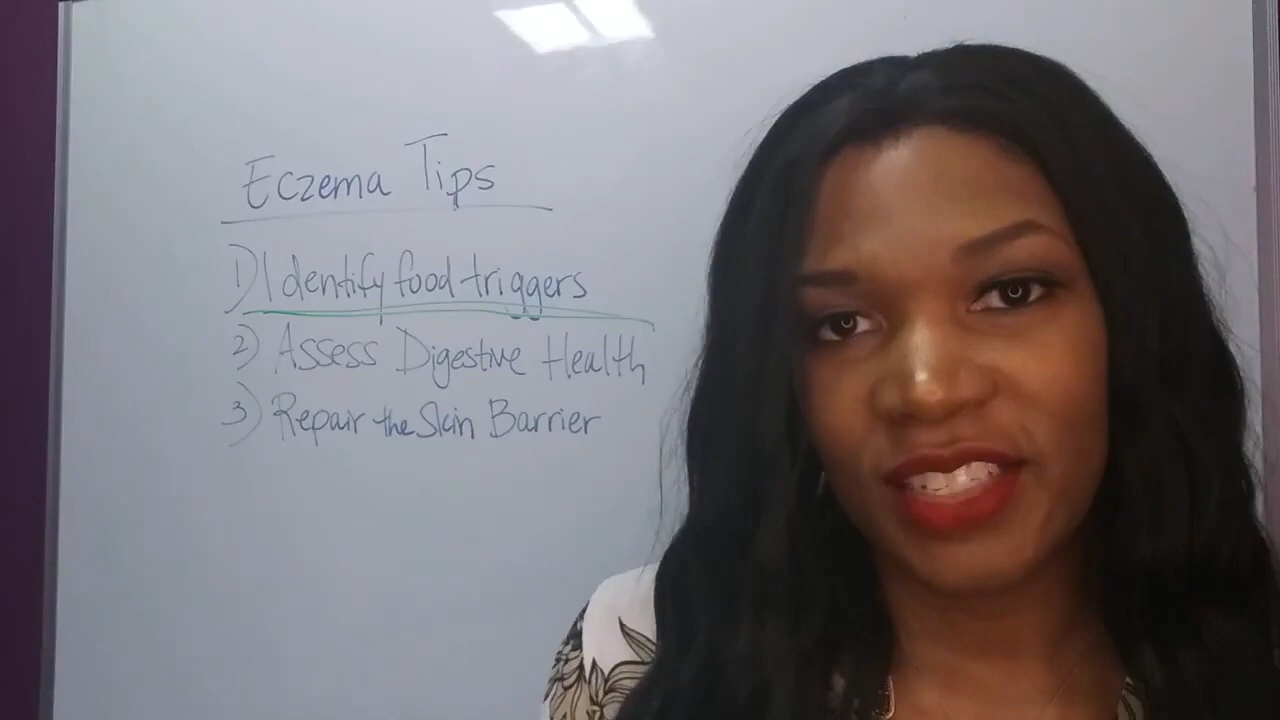 Eczema Tips
1) Identify food triggers
2) Assess Digestive Health
3) Repair the Skin Barrier